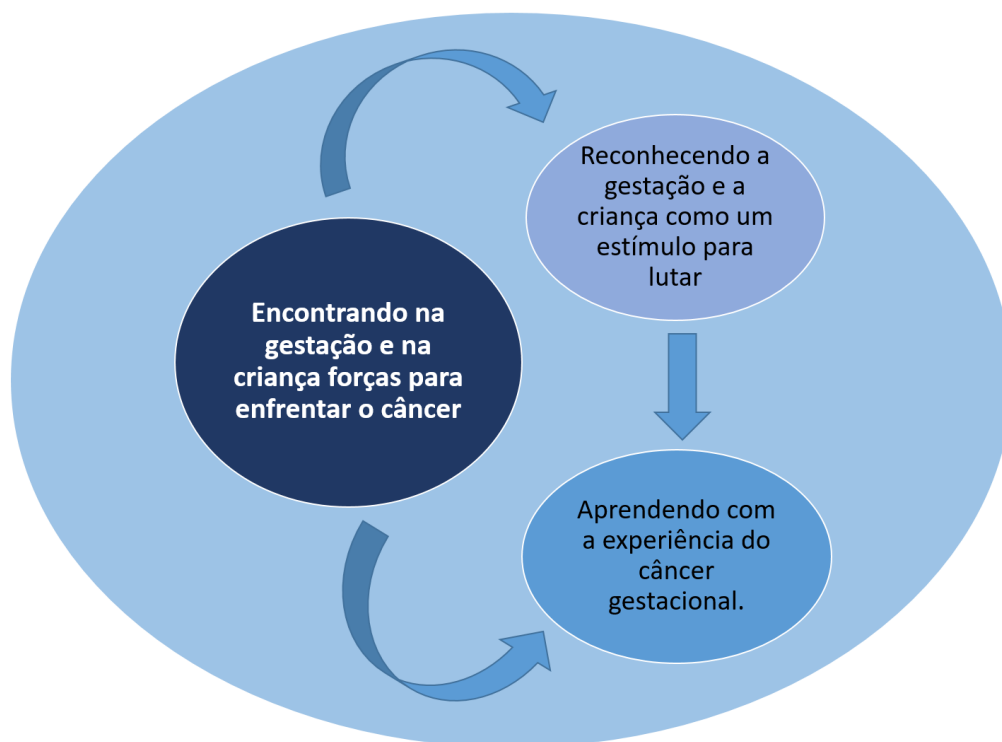 Encontrando na
gestação e na
criança forças para
enfrentar o câncer
Reconhecendo a
gestação e a
criança como um
estímulo para
lutar
Aprendendo com
a experiência do
câncer
gestacional.